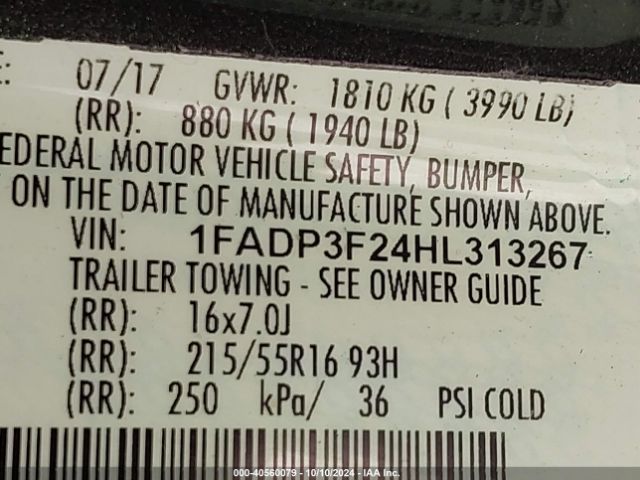 07/17 GVWR: 1810 KG ( 3990 LB)
(RR): 880 KG ( 1940 LB)
EDERAL MOTOR VEHICLE SAFETY, BUMPER,
ON THE DATE OF MANUFACTURE SHOWN ABOVE.
VIN: 1FADP3F24HL313267
TRAILER TOWING - SEE OWNER GUIDE
(RR): 16x7.0J
(RR): 215/55R16 93H
(RR): 250 kPa/ 36 PSI COLD
000-40560079 - 10/10/2024 - IAA Inc.